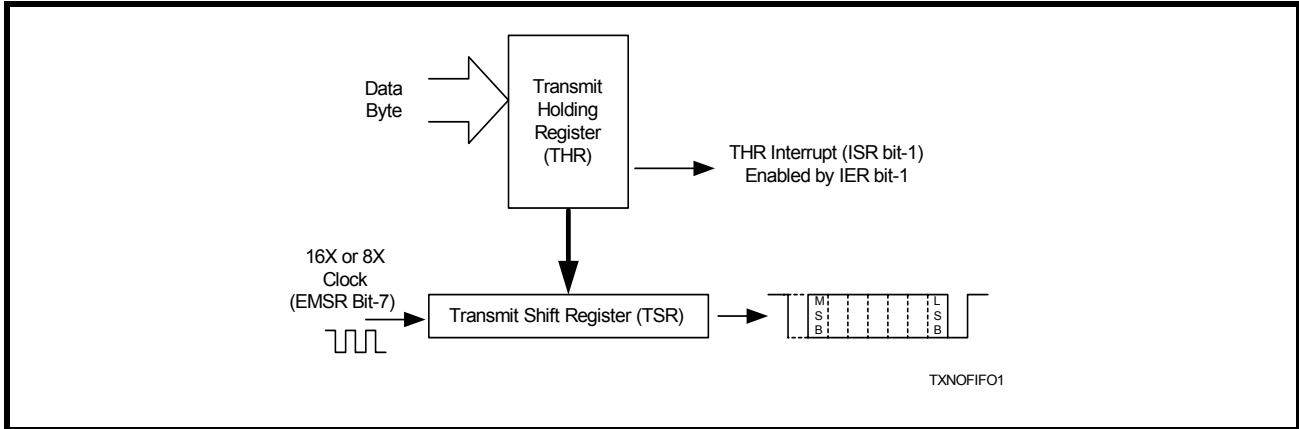 Data
Byte
Transmit
Holding
Register
(THR)
THR Interrupt (ISR bit-1)
Enabled by IER bit-1
16X or 8X
Clock
(EMSR Bit-7)
Transmit Shift Register (TSR)
M
S
B
L
S
B
TXNOFIFO1